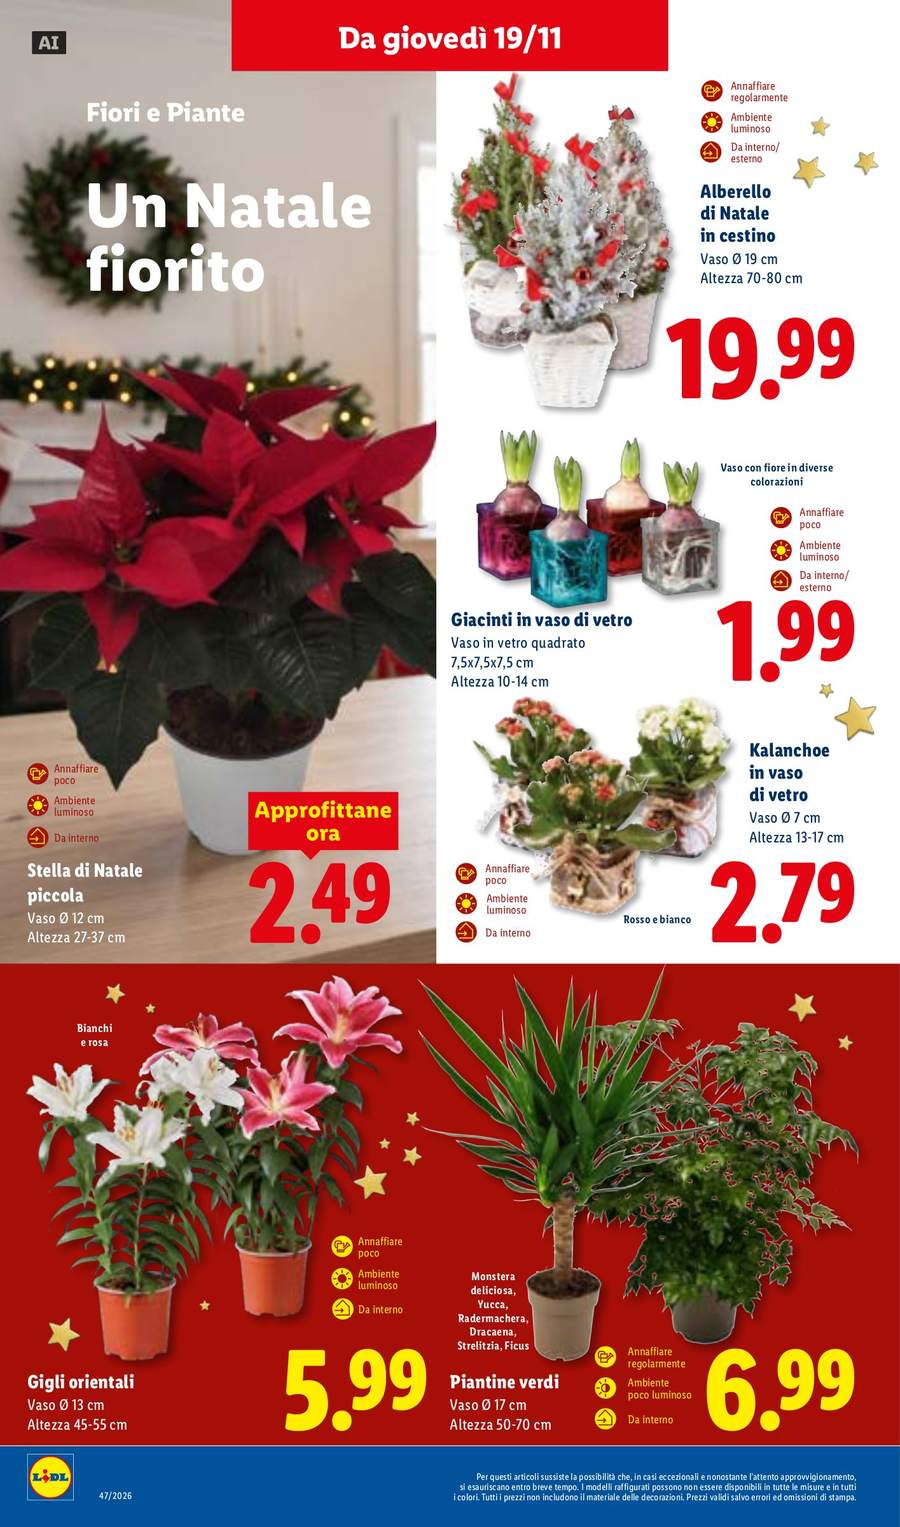 AI
Da giovedì 19/11
Fiori e Piante
Un Natale
fiorito
Annaffiare
regolarmente
Ambiente
luminoso
Da interno/
esterno
Alberello
di Natale
in cestino
Vaso Ø 19 cm
Altezza 70-80 cm
19.99
Vaso con fiore in diverse
colorazioni
Annaffiare
poco
Ambiente
luminoso
Da interno/
esterno
Giacinti in vaso di vetro
Vaso in vetro quadrato
7,5x7,5x7,5 cm
Altezza 10-14 cm
1.99
Kalanchoe
in vaso
di vetro
Vaso Ø 7 cm
Altezza 13-17 cm
Annaffiare
poco
Ambiente
luminoso
Da interno
Rosso e bianco
2.79
Annaffiare
poco
Ambiente
luminoso
Da interno
Stella di Natale
piccola
Vaso Ø 12 cm
Altezza 27-37 cm
Approfittane
ora
2.49
Bianchi
e rosa
Annaffiare
poco
Ambiente
luminoso
Da interno
Gigli orientali
Vaso Ø 13 cm
Altezza 45-55 cm
5.99
Monstera
deliciosa,
Yucca,
Radermachera,
Dracaena,
Strelitzia, Ficus
Piantine verdi
Vaso Ø 17 cm
Altezza 50-70 cm
Annaffiare
regolarmente
Ambiente
poco luminoso
Da interno
6.99
LIDL
47/2026
Per questi articoli sussiste la possibilità che, in casi eccezionali e nonostante l'attento approvvigionamento,
si esauriscano entro breve tempo. I modelli raffigurati possono non essere disponibili in tutte le misure e in tutti
i colori. Tutti i prezzi non includono il materiale delle decorazioni. Prezzi validi salvo errori ed omissioni di stampa.